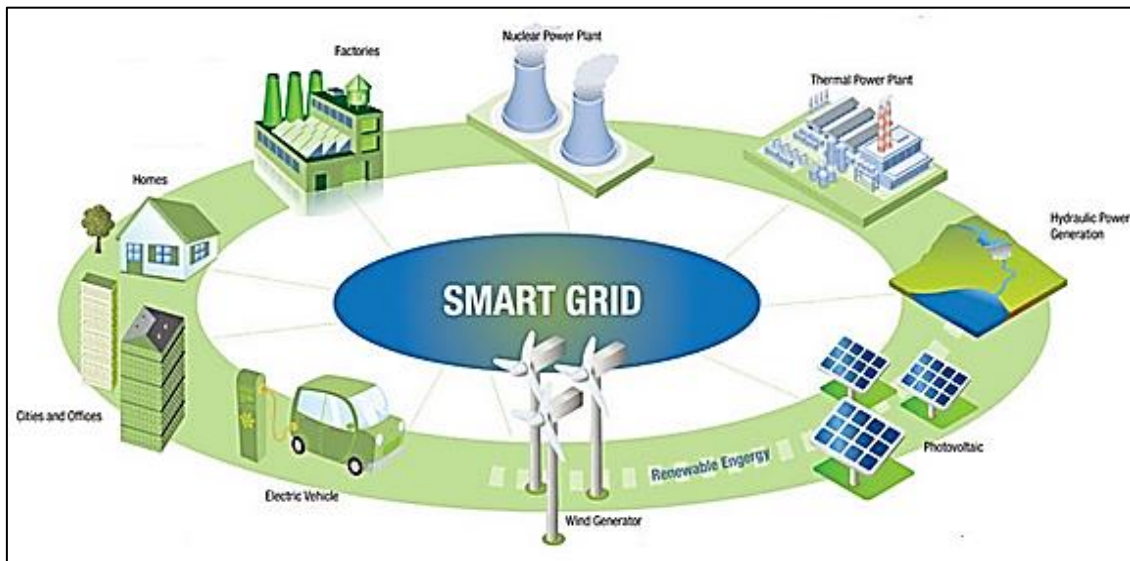 Nuclear Power Plant
Factories
Thermal Power Plant
Homes
Hydraulic Power
Generation
SMART GRID
Cities and Offices
Photovoltaic
Renewable Engergy
Electric Vehicle
Wind Generator